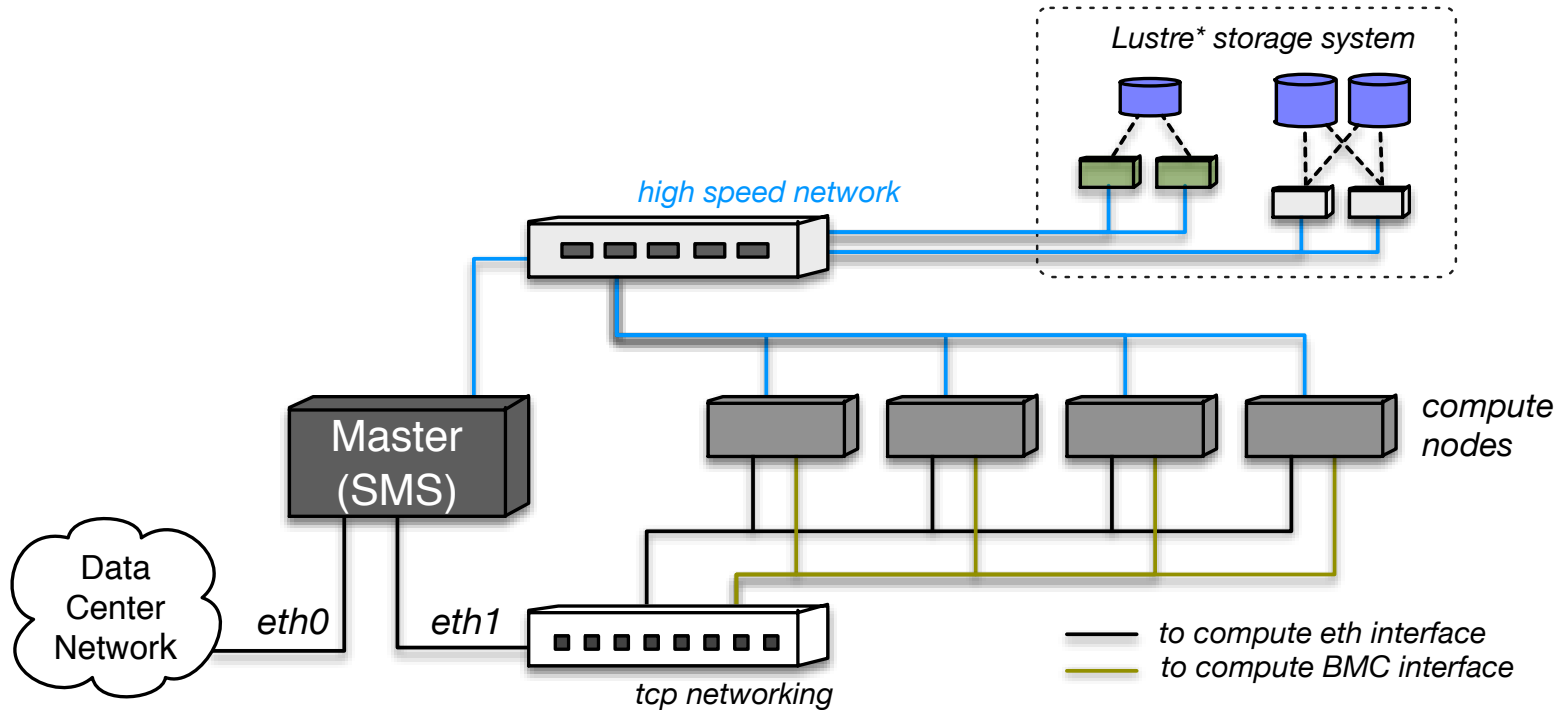 Lustre* storage system
high speed network
Master
(SMS)
compute
nodes
Data
Center
Network
eth0
eth1
tcp networking
to compute eth interface
to compute BMC interface